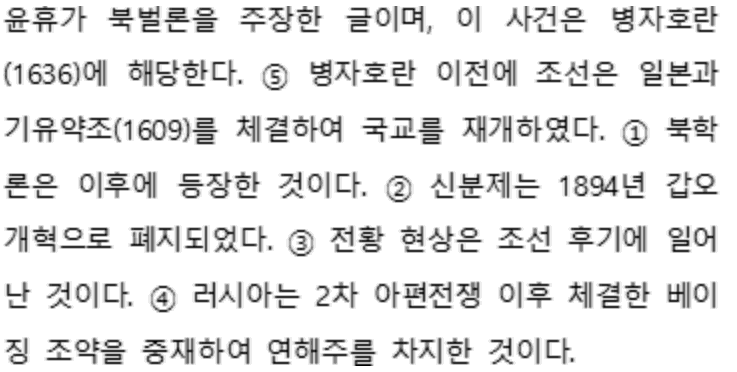 윤휴가 북벌론을 주장한 글이며, 이 사건은 병자호란
(1636)에 해당한다. ⑤ 병자호란 이전에 조선은 일본과
기유약조(1609)를 체결하여 국교를 재개하였다. ① 북학
론은 이후에 등장한 것이다. ② 신분제는 1894년 갑오
개혁으로 폐지되었다. ③ 전황 현상은 조선 후기에 일어
난 것이다. ④ 러시아는 2차 아편전쟁 이후 체결한 베이
징 조약을 중재하여 연해주를 차지한 것이다.